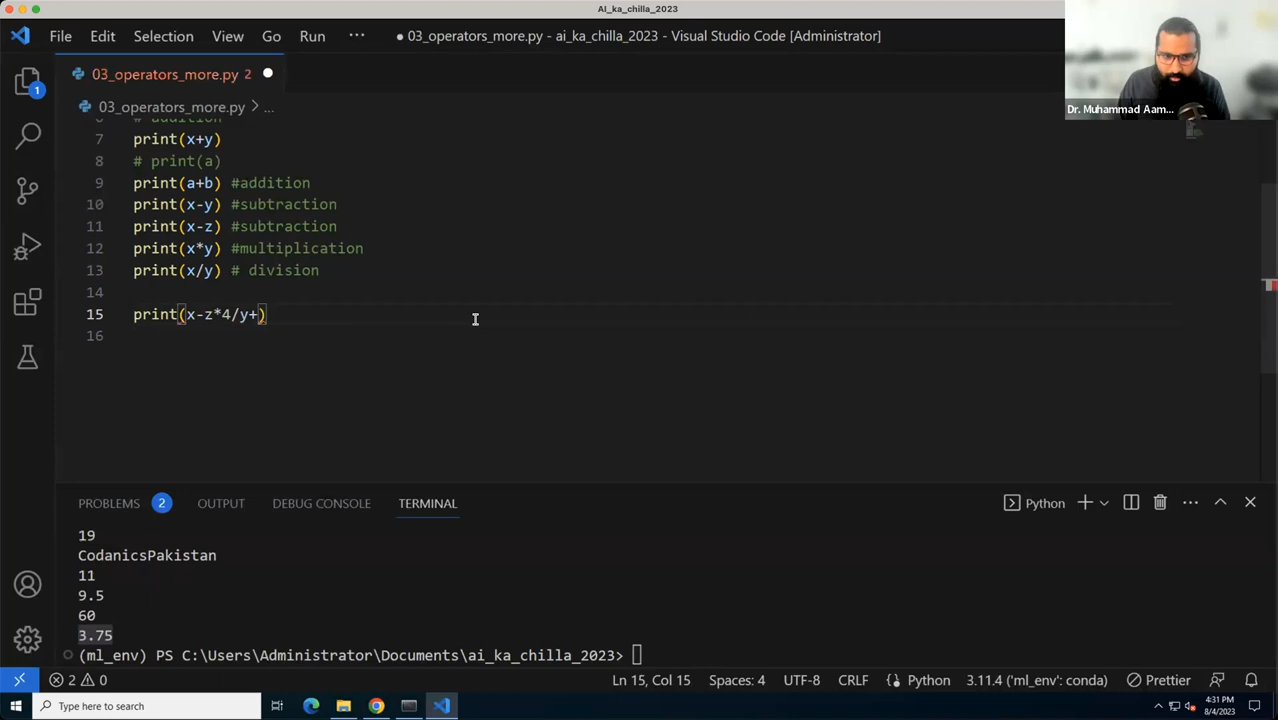 AI_ka_chilla_2023
File Edit Selection View Go Run ••• ● 03_operators_more.py - ai_ka_chilla_2023 - Visual Studio Code [Administrator]
Dr. Muhammad Aam...
1
03_operators_more.py 2
03_operators_more.py > ...
6 # addition
7 print(x+y)
8 # print(a)
9 print(a+b) #addition
10 print(x-y) #subtraction
11 print(x-z) #subtraction
12 print(x*y) #multiplication
13 print(x/y) # division
14
15 print(x-z*4/y+)
16
PROBLEMS 2 OUTPUT DEBUG CONSOLE TERMINAL Python
19
CodanicsPakistan
11
9.5
60
3.75
(ml_env) PS C:\Users\Administrator\Documents\ai_ka_chilla_2023>
2 0 Ln 15, Col 15 Spaces: 4 UTF-8 CRLF Python 3.11.4 ('ml_env': conda) Prettier
Type here to search 4:31 PM
8/4/2023